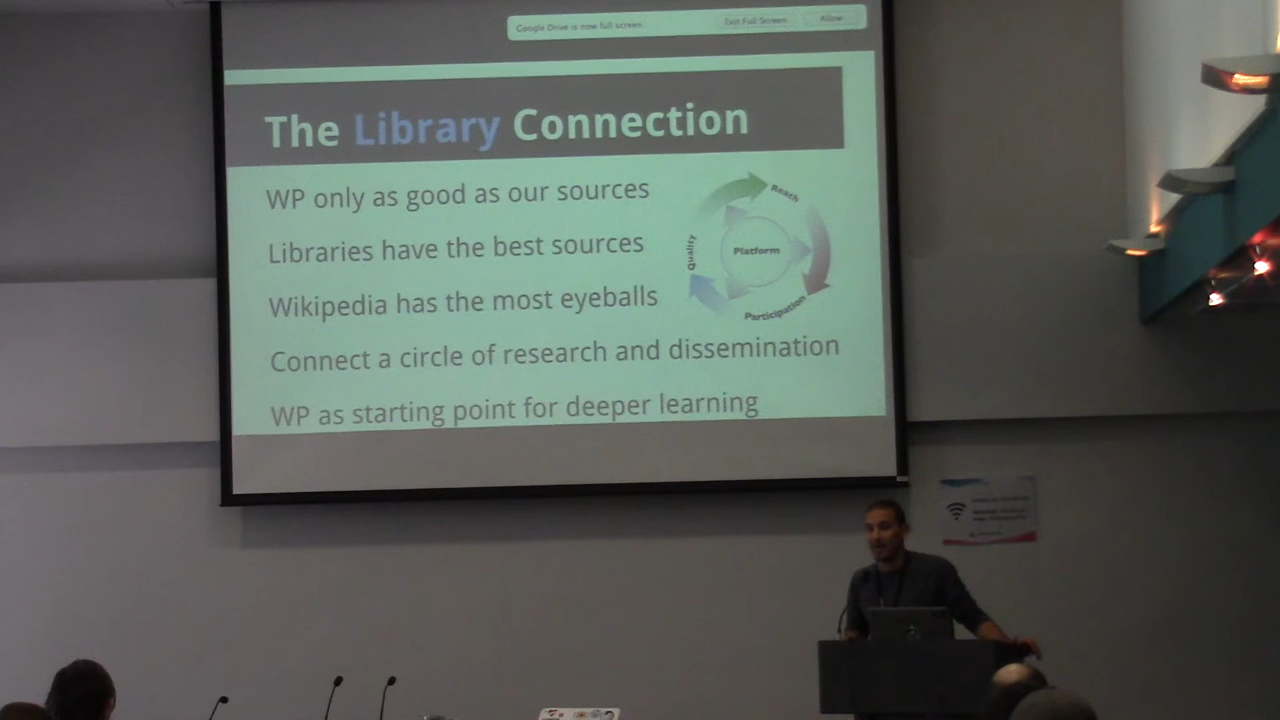 Google Drive is now full screen.
Exit Full Screen
Allow
The Library Connection
WP only as good as our sources
Libraries have the best sources
Wikipedia has the most eyeballs
Connect a circle of research and dissemination
WP as starting point for deeper learning
Reach
Quality
Platform
Participation